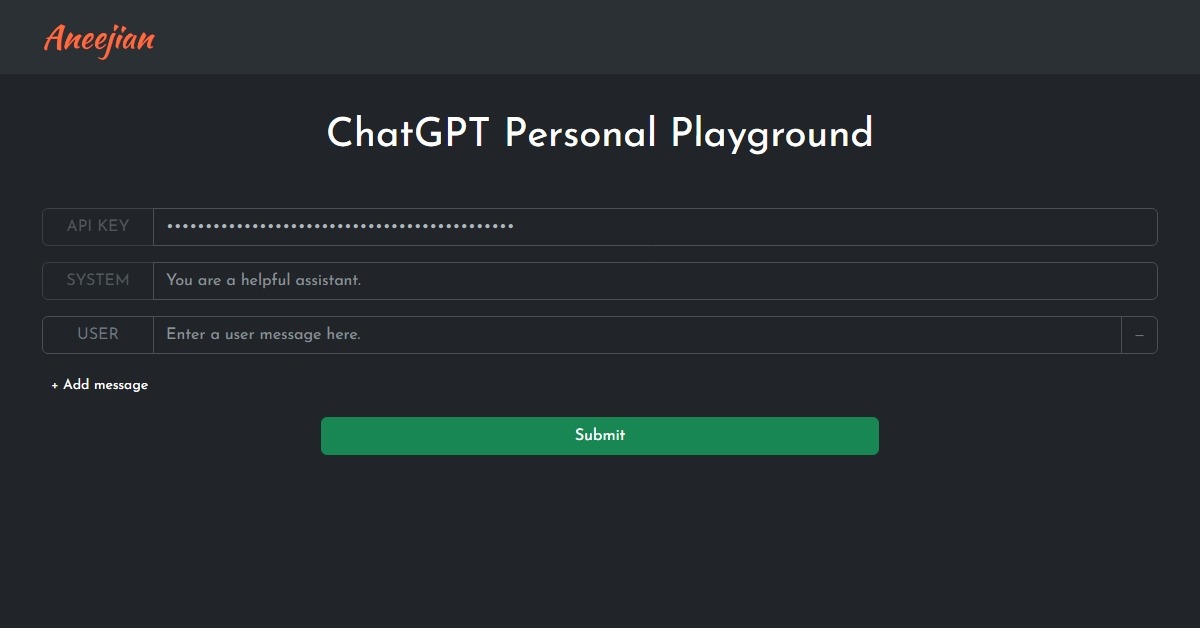 Aneejian
ChatGPT Personal Playground
API KEY ••••••••••••••••••••••••••••••••••••••••••••••
SYSTEM You are a helpful assistant.
USER Enter a user message here. –
+ Add message
Submit